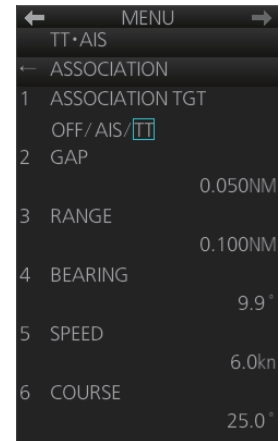 ← MENU →
TT•AIS
← ASSOCIATION
1 ASSOCIATION TGT
OFF/AIS/TT
2 GAP
0.050NM
3 RANGE
0.100NM
4 BEARING
9.9°
5 SPEED
6.0kn
6 COURSE
25.0°